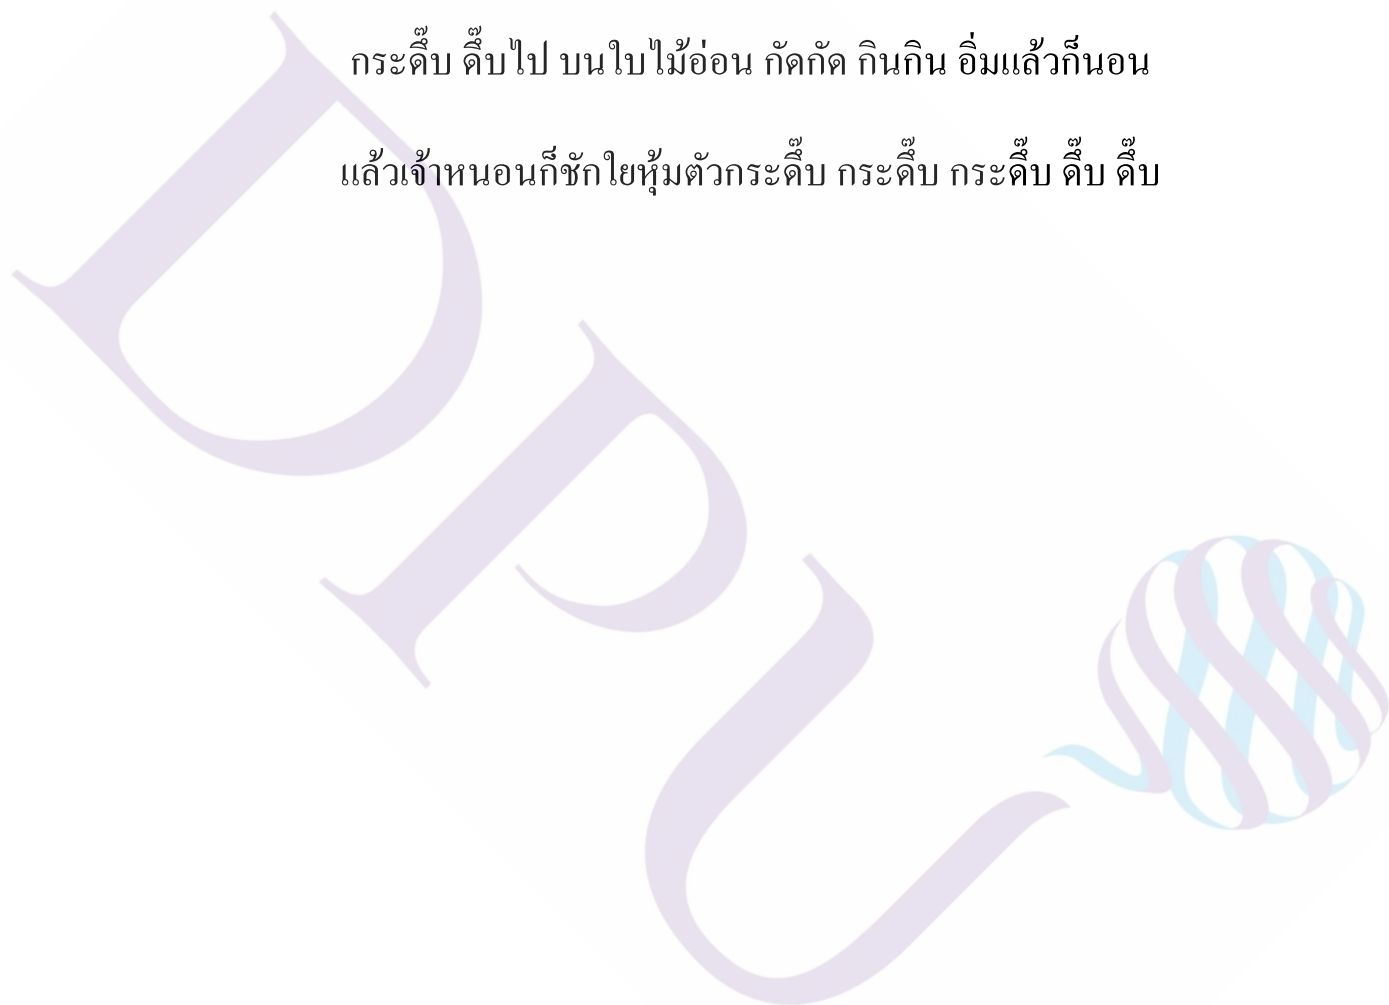 กระดึ๊บ ดึ๊บไป บนใบไม้อ่อน กัดกัด กินกิน อิ่มแล้วก็นอน
แล้วเจ้าหนอนก็ชักใยหุ้มตัวกระดึ๊บ กระดึ๊บ กระดึ๊บ ดึ๊บ ดึ๊บ
DPU